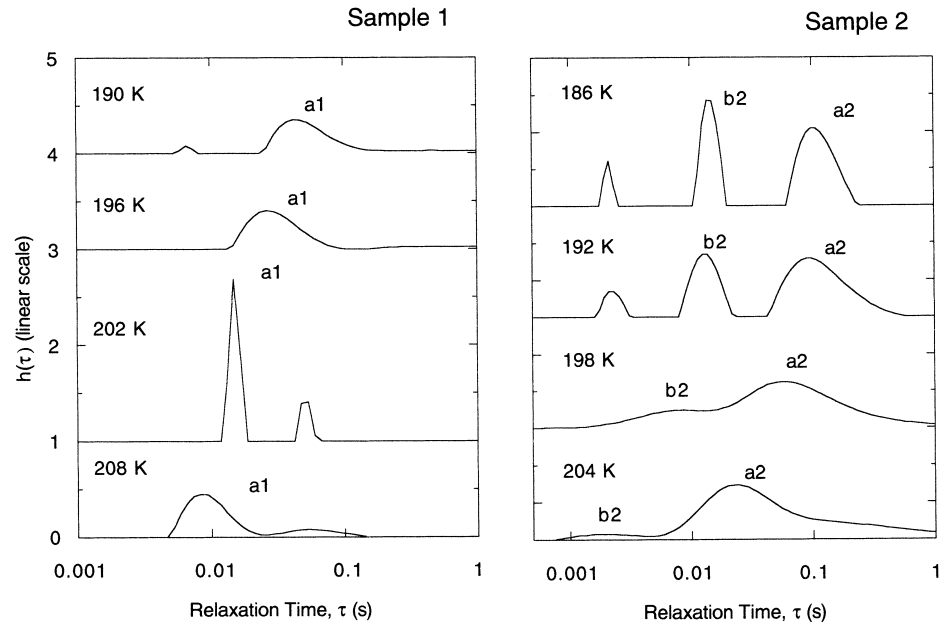 Sample 1
5
190 K
a1
4
196 K
a1
3
a1
202 K
2
1
208 K
a1
0
0.001 0.01 0.1 1
Relaxation Time, τ (s)
h(τ) (linear scale)
Sample 2
186 K
b2
a2
192 K
b2
a2
198 K
b2
a2
204 K
a2
b2
0.001 0.01 0.1 1
Relaxation Time, τ (s)